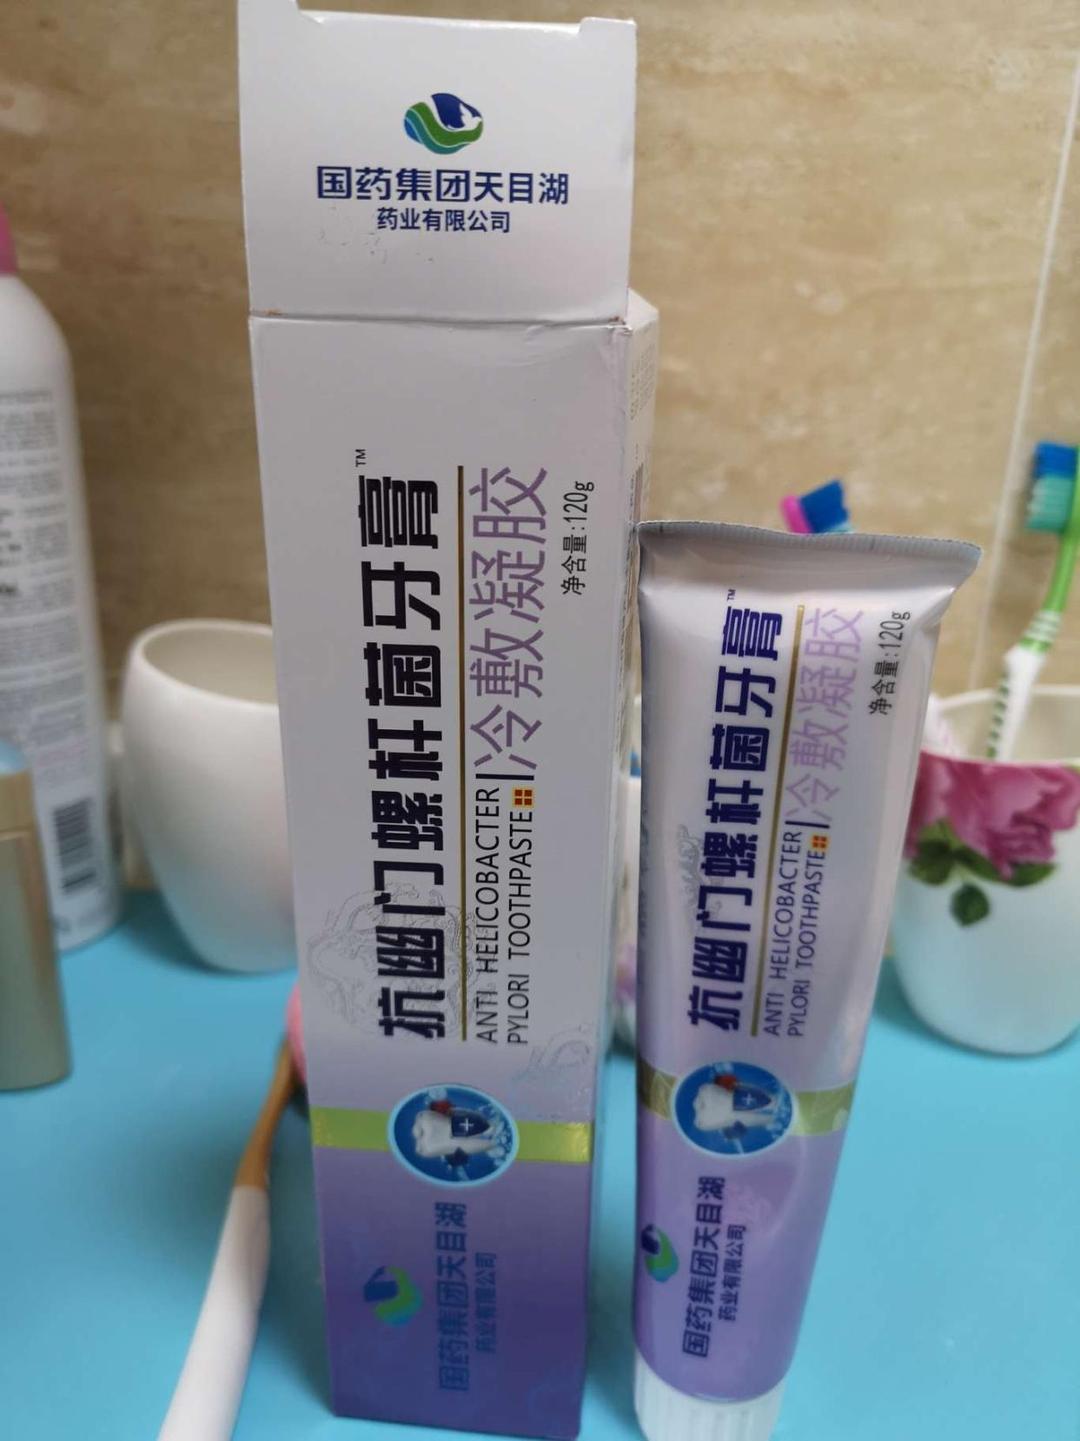 国药集团天目湖
药业有限公司
抗幽门螺杆菌牙膏™
ANTI HELICOBACTER
PYLORI TOOTHPASTE
冷敷凝胶
净含量:120g
国药集团天目湖
药业有限公司
抗幽门螺杆菌牙膏™
ANTI HELICOBACTER
PYLORI TOOTHPASTE
冷敷凝胶
净含量:120g
国药集团天目湖
药业有限公司